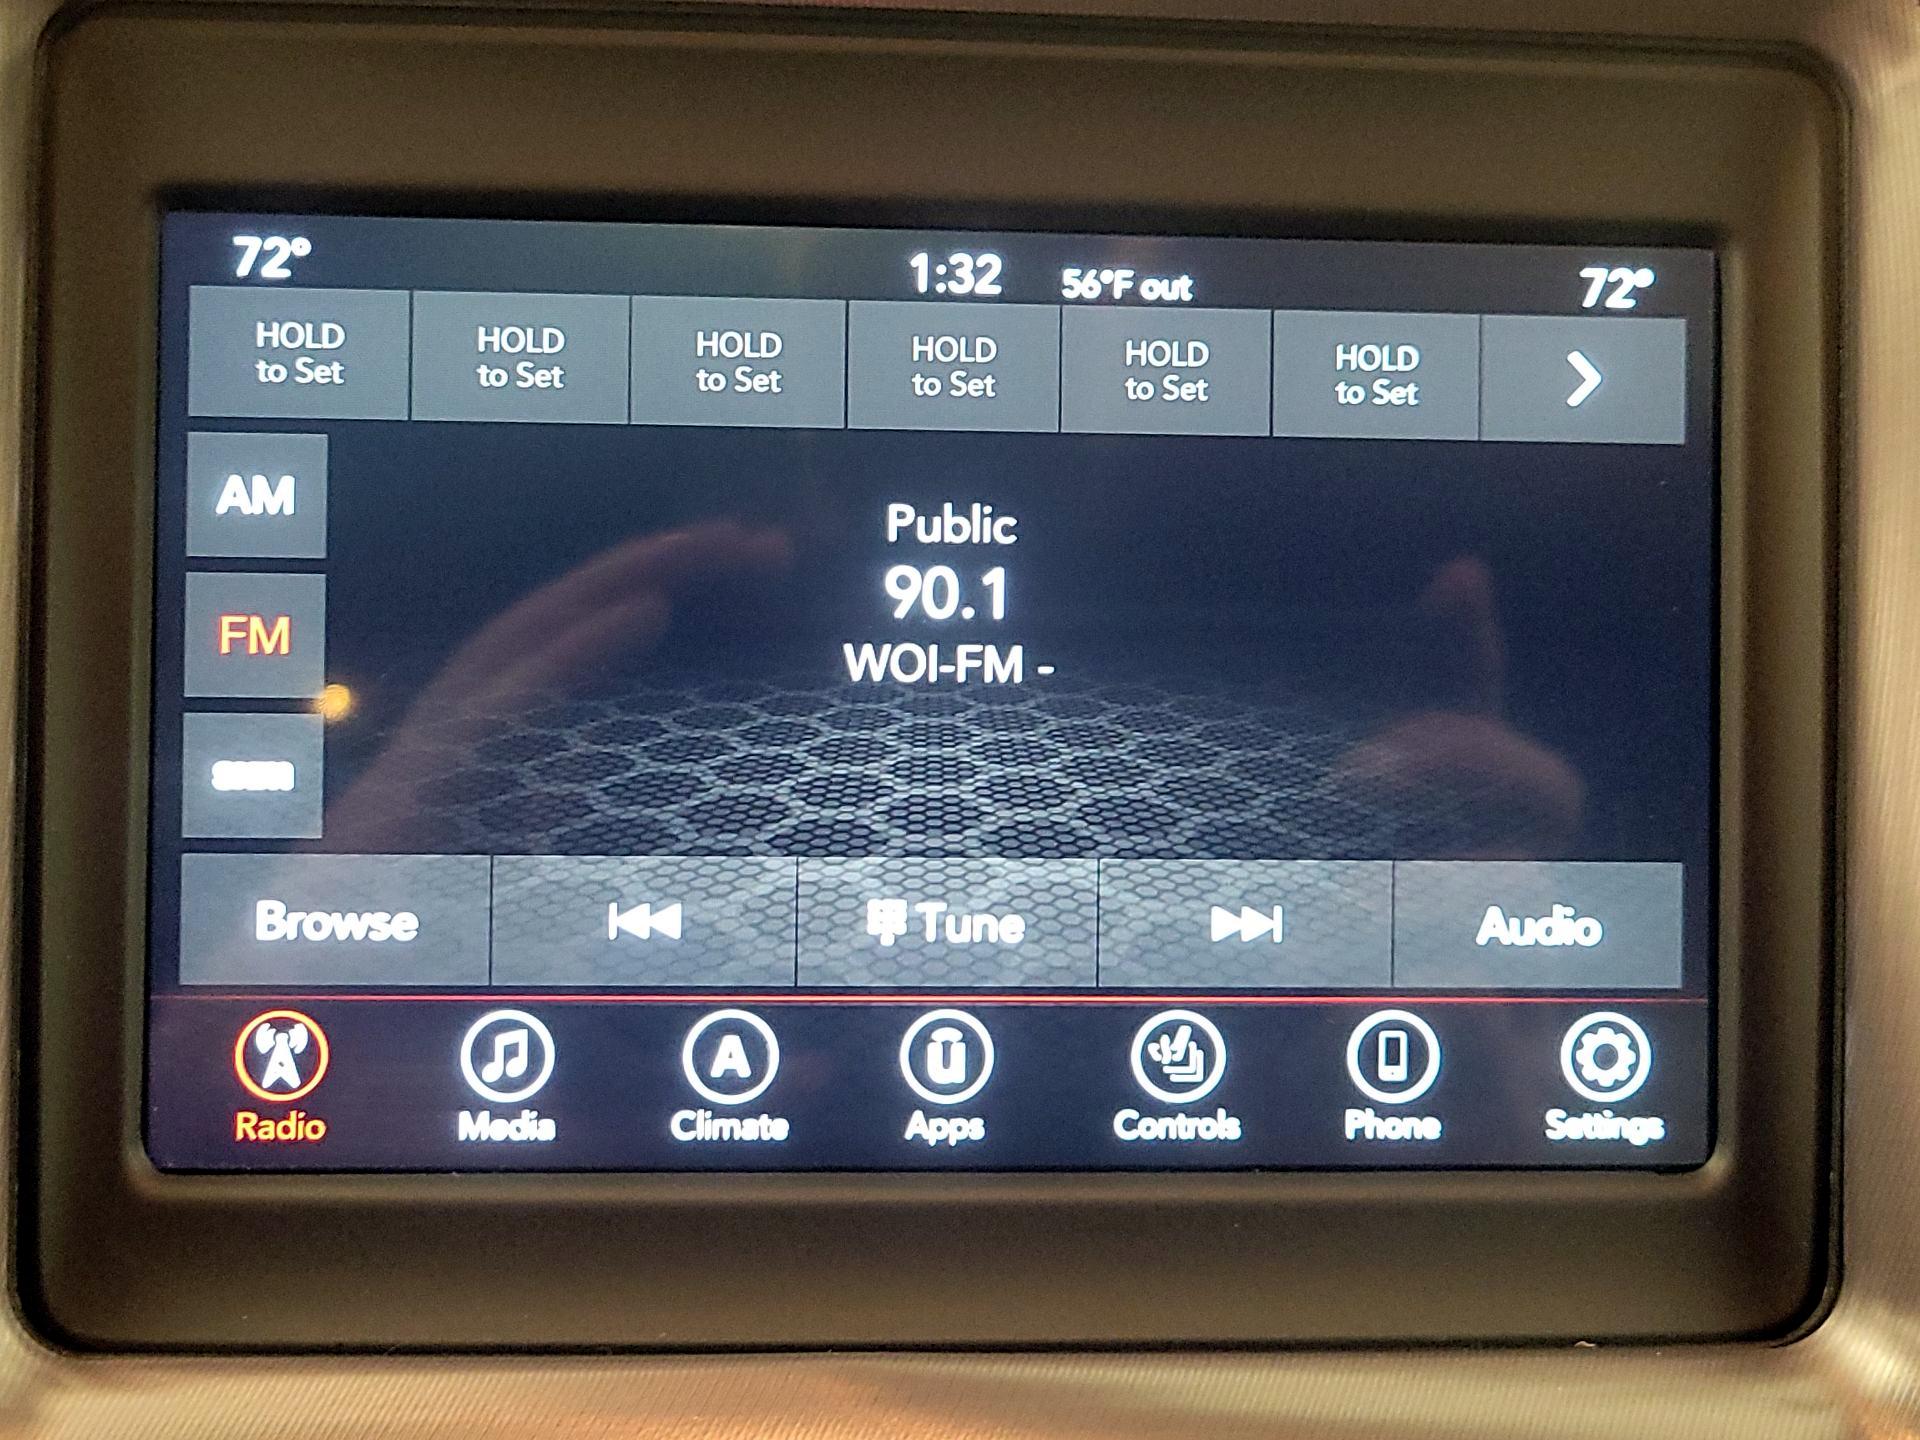 72° 1:32 56°F out 72°
HOLD to Set
HOLD to Set
HOLD to Set
HOLD to Set
HOLD to Set
HOLD to Set
AM
FM
Public
90.1
WOI-FM -
Browse
Tune
Audio
A
u
Radio
Media
Climate
Apps
Controls
Phone
Settings